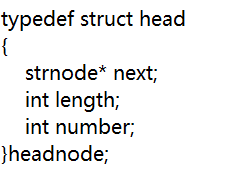 typedef struct head
{
    strnode* next;
    int length;
    int number;
}headnode;